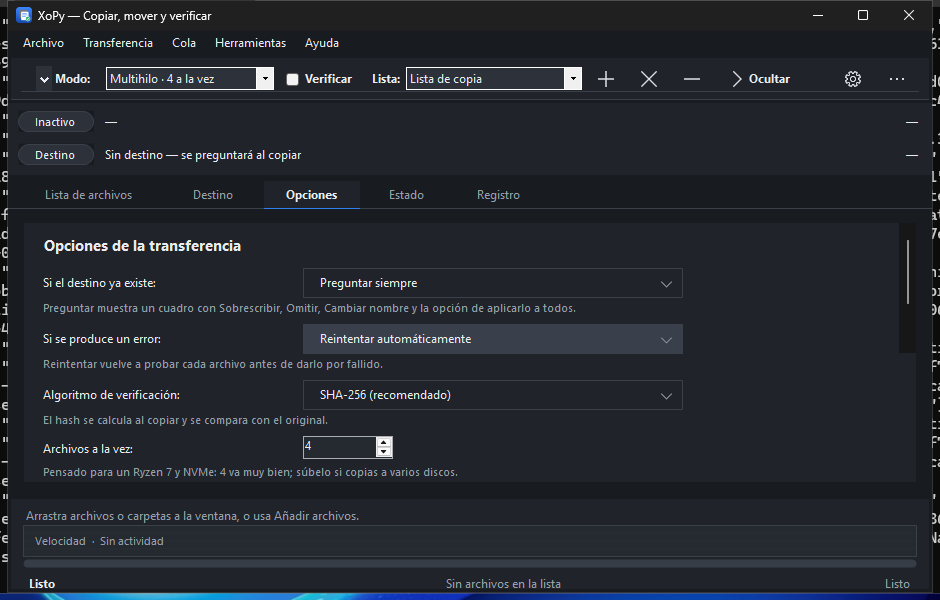 XoPy — Copiar, mover y verificar
Archivo Transferencia Cola Herramientas Ayuda
Modo: Multihilo · 4 a la vez Verificar Lista: Lista de copia Ocultar
Inactivo —
Destino Sin destino — se preguntará al copiar
Lista de archivos Destino Opciones Estado Registro
Opciones de la transferencia
Si el destino ya existe: Preguntar siempre
Preguntar muestra un cuadro con Sobrescribir, Omitir, Cambiar nombre y la opción de aplicarlo a todos.
Si se produce un error: Reintentar automáticamente
Reintentar vuelve a probar cada archivo antes de darlo por fallido.
Algoritmo de verificación: SHA-256 (recomendado)
El hash se calcula al copiar y se compara con el original.
Archivos a la vez: 4
Pensado para un Ryzen 7 y NVMe: 4 va muy bien; súbelo si copias a varios discos.
Arrastra archivos o carpetas a la ventana, o usa Añadir archivos.
Velocidad · Sin actividad
Listo Sin archivos en la lista Listo